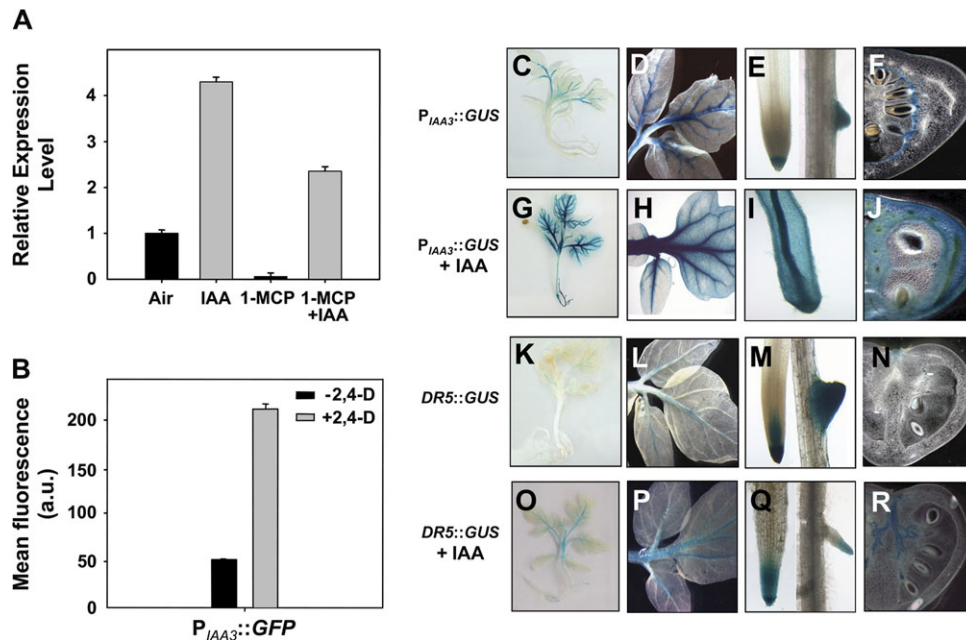 A
Relative Expression
Level
4
3
2
1
0
Air
IAA
1-MCP
1-MCP
+IAA
B
Mean fluorescence
(a.u.)
200
150
100
50
0
-2,4-D
+2,4-D
PIAA3::GFP
PIAA3::GUS
C
D
E
F
PIAA3::GUS
+ IAA
G
H
I
J
DR5::GUS
K
L
M
N
DR5::GUS
+ IAA
O
P
Q
R